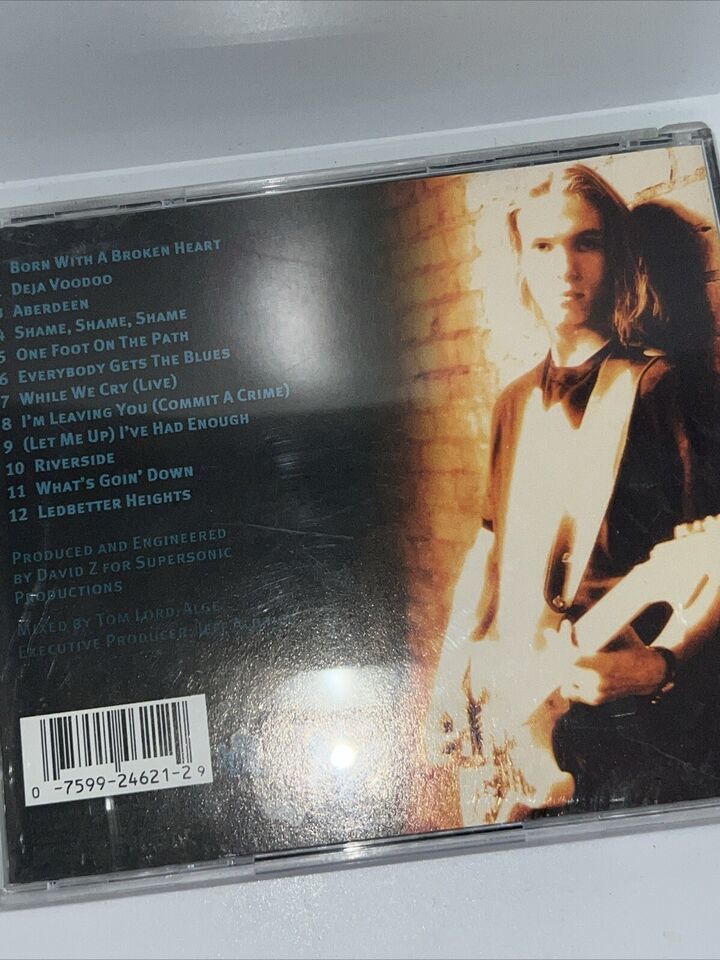 Born With A Broken Heart
Deja Voodoo
3 Aberdeen
4 Shame, Shame, Shame
5 One Foot On The Path
6 Everybody Gets The Blues
7 While We Cry (Live)
8 I'm Leaving You (Commit A Crime)
9 (Let Me Up) I've Had Enough
10 Riverside
11 What's Goin' Down
12 Ledbetter Heights
Produced and Engineered
by David Z for Supersonic
Productions
Mixed by Tom Lord-Alge
Executive Producer:
0 -7599-24621-2 9